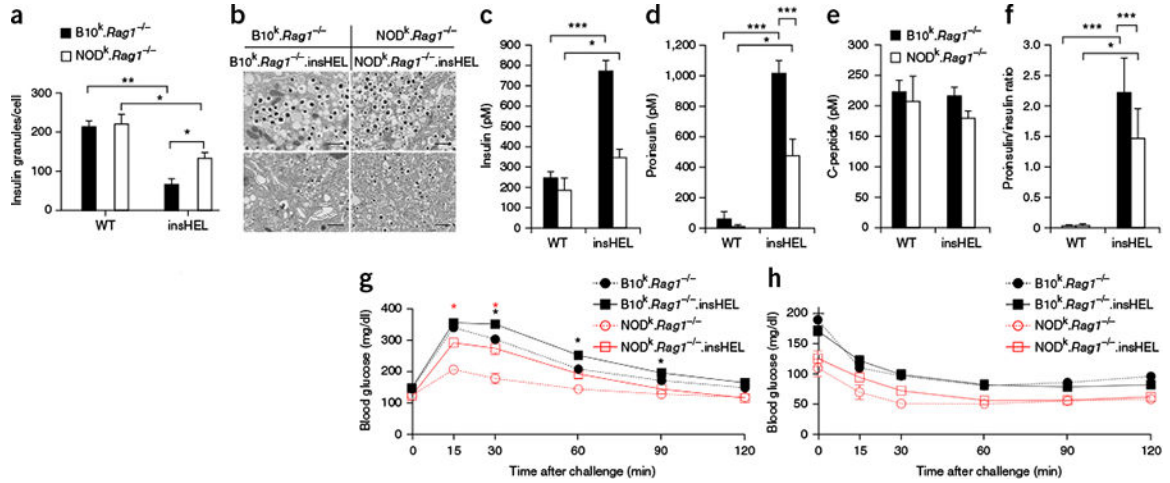 a
B10ᵏ.Rag1⁻/⁻
NODᵏ.Rag1⁻/⁻
Insulin granules/cell
300
200
100
0
**
*
*
WT
insHEL
b
B10ᵏ.Rag1⁻/⁻
NODᵏ.Rag1⁻/⁻
B10ᵏ.Rag1⁻/⁻.insHEL
NODᵏ.Rag1⁻/⁻.insHEL
c
Insulin (pM)
900
800
700
600
500
400
300
200
100
0
***
*
WT
insHEL
d
Proinsulin (pM)
1,200
1,000
800
600
400
200
0
***
***
*
WT
insHEL
e
C-peptide (pM)
300
250
200
150
100
50
0
WT
insHEL
f
B10ᵏ.Rag1⁻/⁻
NODᵏ.Rag1⁻/⁻
Proinsulin/insulin ratio
3.0
2.5
2.0
1.5
1.0
0.5
0
***
***
*
WT
insHEL
g
B10ᵏ.Rag1⁻/⁻
B10ᵏ.Rag1⁻/⁻.insHEL
NODᵏ.Rag1⁻/⁻
NODᵏ.Rag1⁻/⁻.insHEL
Blood glucose (mg/dl)
400
300
200
100
0
* * * * *
0 15 30 60 90 120
Time after challenge (min)
h
B10ᵏ.Rag1⁻/⁻
B10ᵏ.Rag1⁻/⁻.insHEL
NODᵏ.Rag1⁻/⁻
NODᵏ.Rag1⁻/⁻.insHEL
Blood glucose (mg/dl)
200
150
100
50
0
0 15 30 60 90 120
Time after challenge (min)